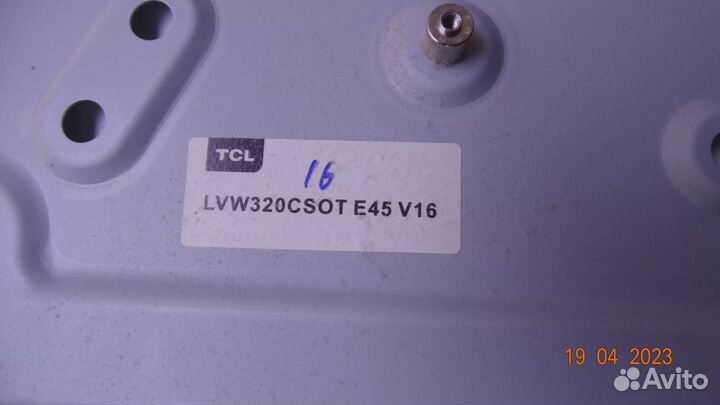 TCL
16
LVW320CSOT E45 V16
19 04 2023
Avito